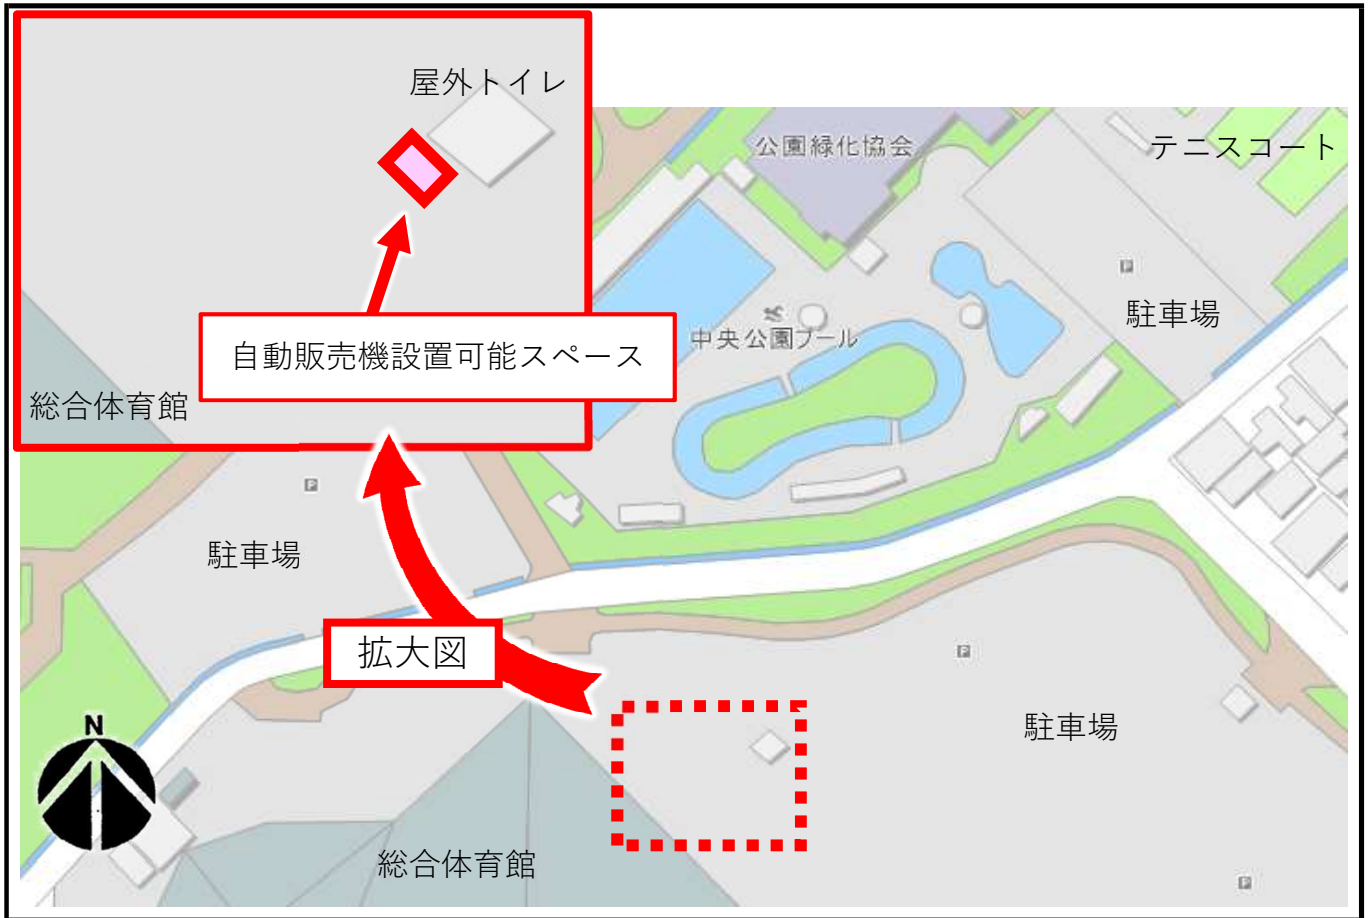 屋外トイレ
公園緑化協会
テニスコート
P
駐車場
中央公園プール
自動販売機設置可能スペース
総合体育館
P
駐車場
拡大図
P
駐車場
N
総合体育館
P